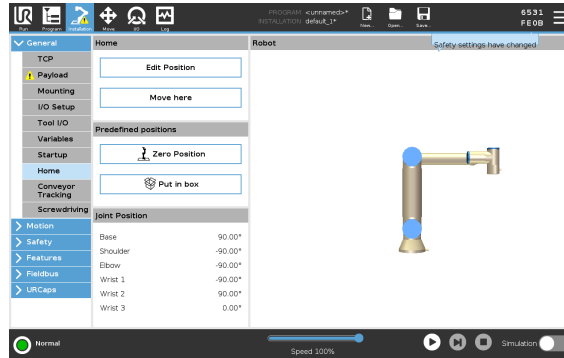 PROGRAM <unnamed>*
INSTALLATION default_1*
6531
FE0B
Run
Program
Installation
Move
I/O
Log
New...
Open...
Save...
General
TCP
Payload
Mounting
I/O Setup
Tool I/O
Variables
Startup
Home
Conveyor
Tracking
Screwdriving
Motion
Safety
Features
Fieldbus
URCaps
Home
Edit Position
Move here
Predefined positions
Zero Position
Put in box
Joint Position
Base 90.00°
Shoulder -90.00°
Elbow -90.00°
Wrist 1 -90.00°
Wrist 2 90.00°
Wrist 3 0.00°
Robot
Safety settings have changed
Normal
Speed 100%
Simulation